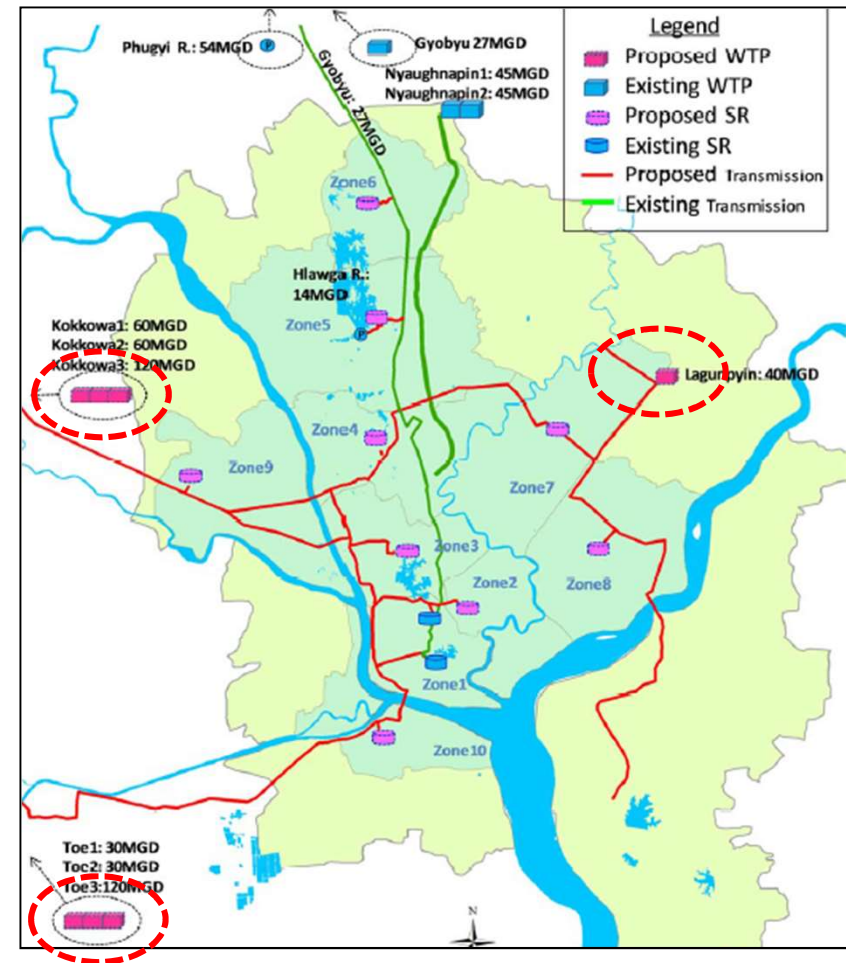 Phugyi R.: 54MGD
P
Gyobyu 27MGD
Nyaughnapin1: 45MGD
Nyaughnapin2: 45MGD
Gyobyu: 27MGD
Legend
Proposed WTP
Existing WTP
Proposed SR
Existing SR
Proposed Transmission
Existing Transmission
Zone6
Hlawga R.:
14MGD
Zone5
P
Kokkowa1: 60MGD
Kokkowa2: 60MGD
Kokkowa3: 120MGD
Lagunpyin: 40MGD
Zone4
Zone9
Zone7
Zone3
Zone2
Zone8
Zone1
Zone10
Toe1: 30MGD
Toe2: 30MGD
Toe3:120MGD
N